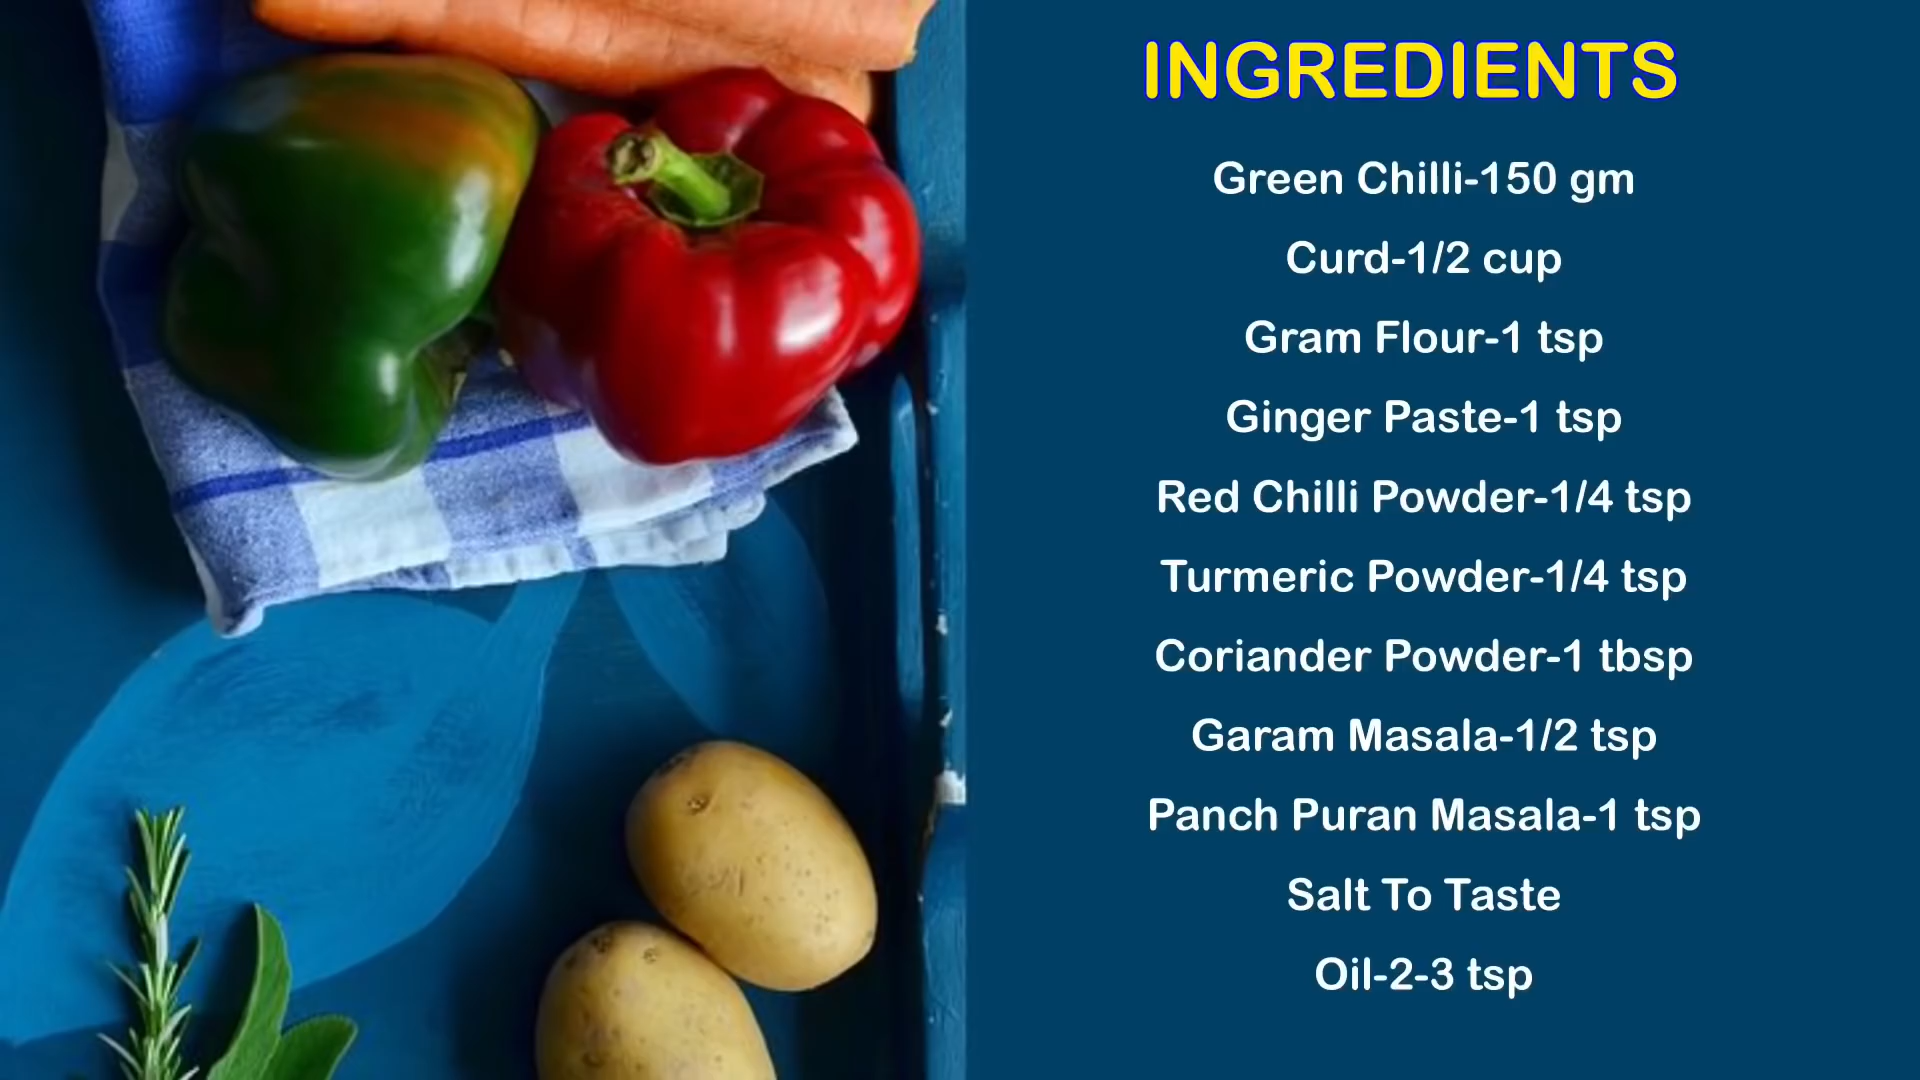 INGREDIENTS
Green Chilli-150 gm
Curd-1/2 cup
Gram Flour-1 tsp
Ginger Paste-1 tsp
Red Chilli Powder-1/4 tsp
Turmeric Powder-1/4 tsp
Coriander Powder-1 tbsp
Garam Masala-1/2 tsp
Panch Puran Masala-1 tsp
Salt To Taste
Oil-2-3 tsp